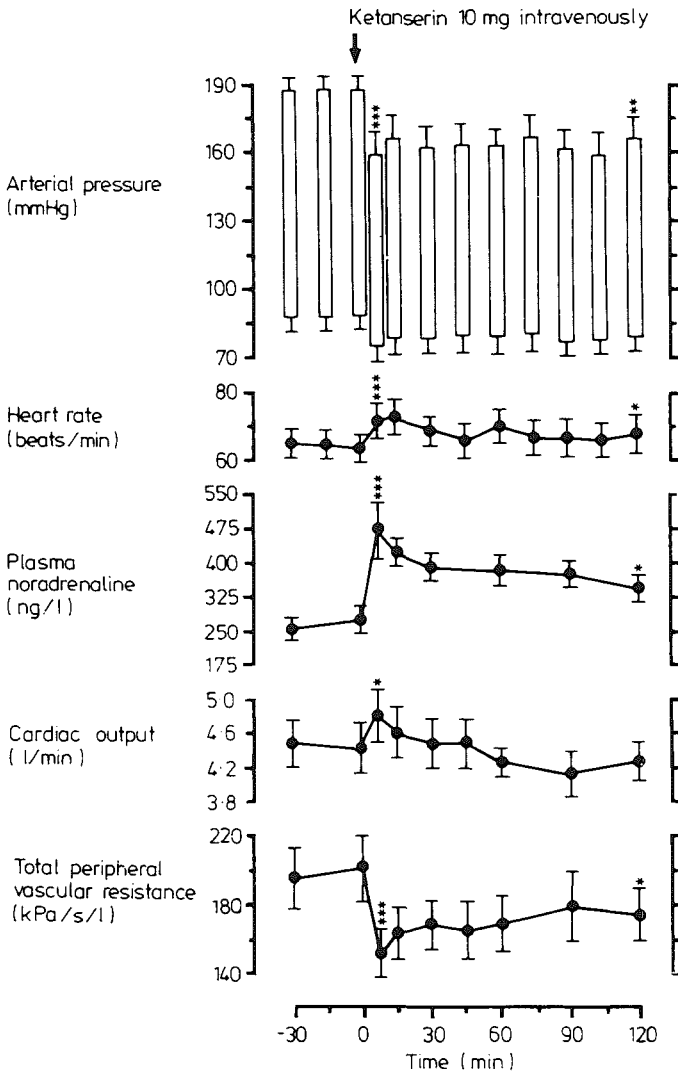 Ketanserin 10 mg intravenously
190
160
130
100
70
Arterial pressure
(mmHg)
***
**
80
60
Heart rate
(beats/min)
***
*
550
475
400
325
250
175
Plasma
noradrenaline
(ng/l)
***
*
5·0
4·6
4·2
3·8
Cardiac output
(l/min)
*
220
180
140
Total peripheral
vascular resistance
(kPa/s/l)
***
*
-30 0 30 60 90 120
Time (min)